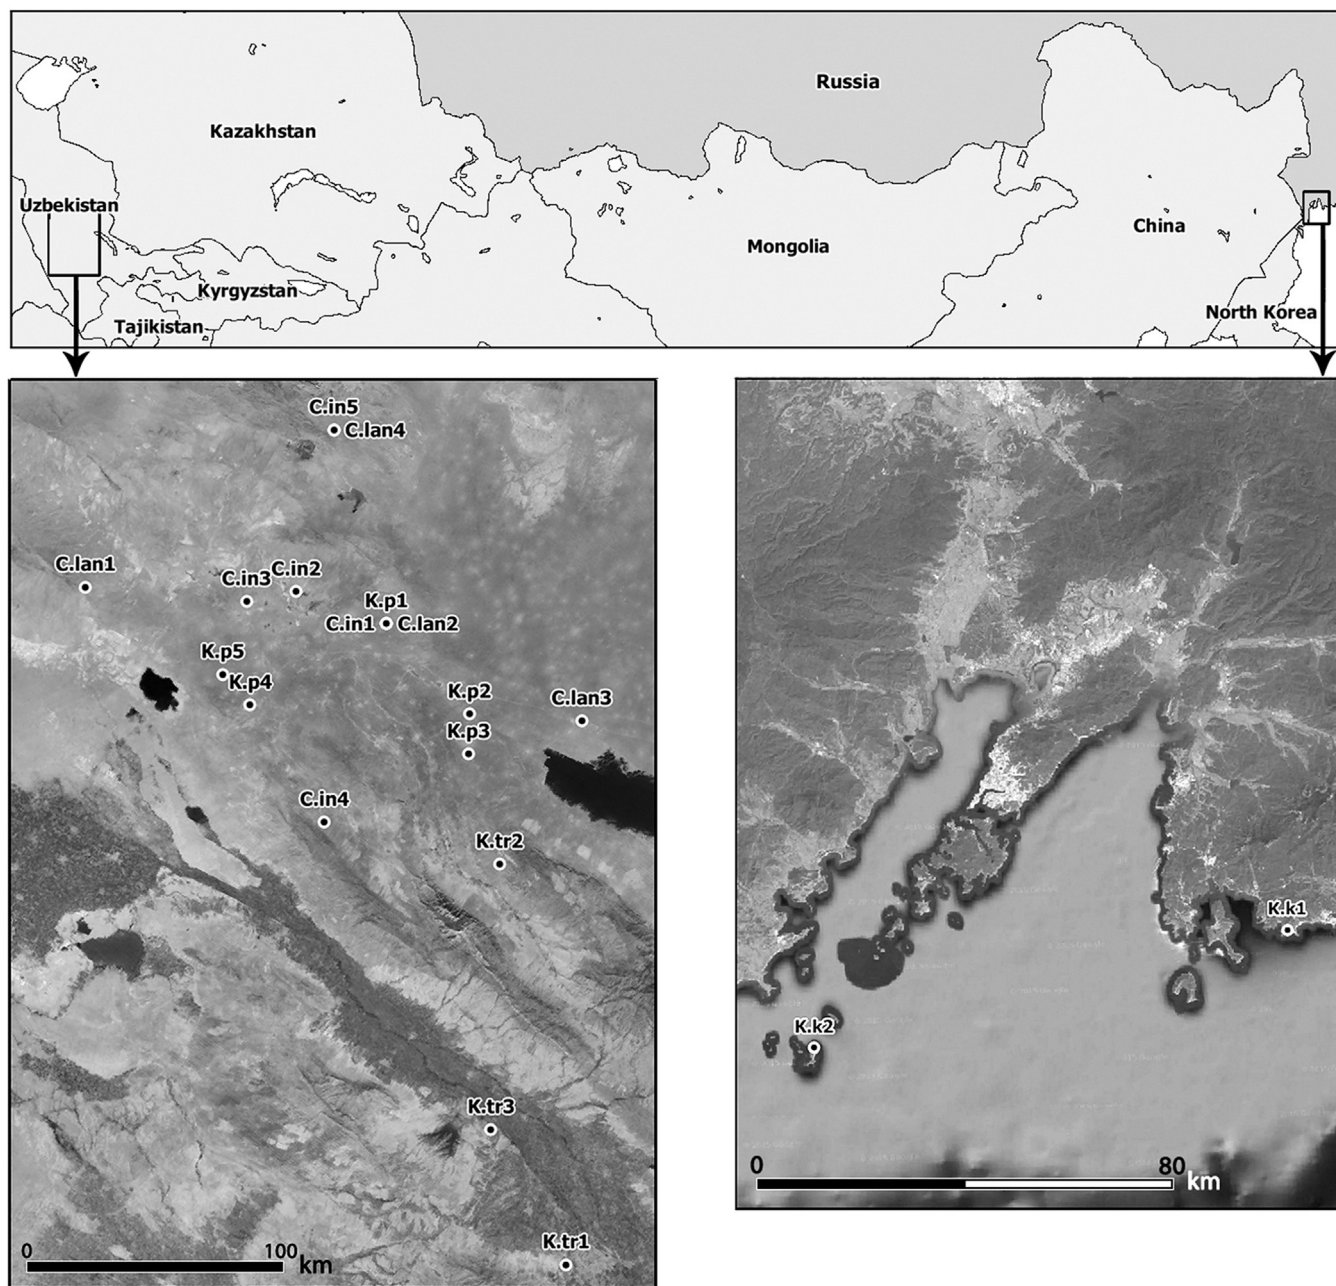 Russia
Kazakhstan
Uzbekistan
China
Mongolia
Kyrgyzstan
North Korea
Tajikistan
C.in5
C.lan4
C.lan1
C.in2
C.in3
K.p1
C.in1 C.lan2
K.p5
K.p4
K.p2
C.lan3
K.p3
C.in4
K.tr2
K.tr3
K.tr1
0 100 km
K.k1
K.k2
0 80 km